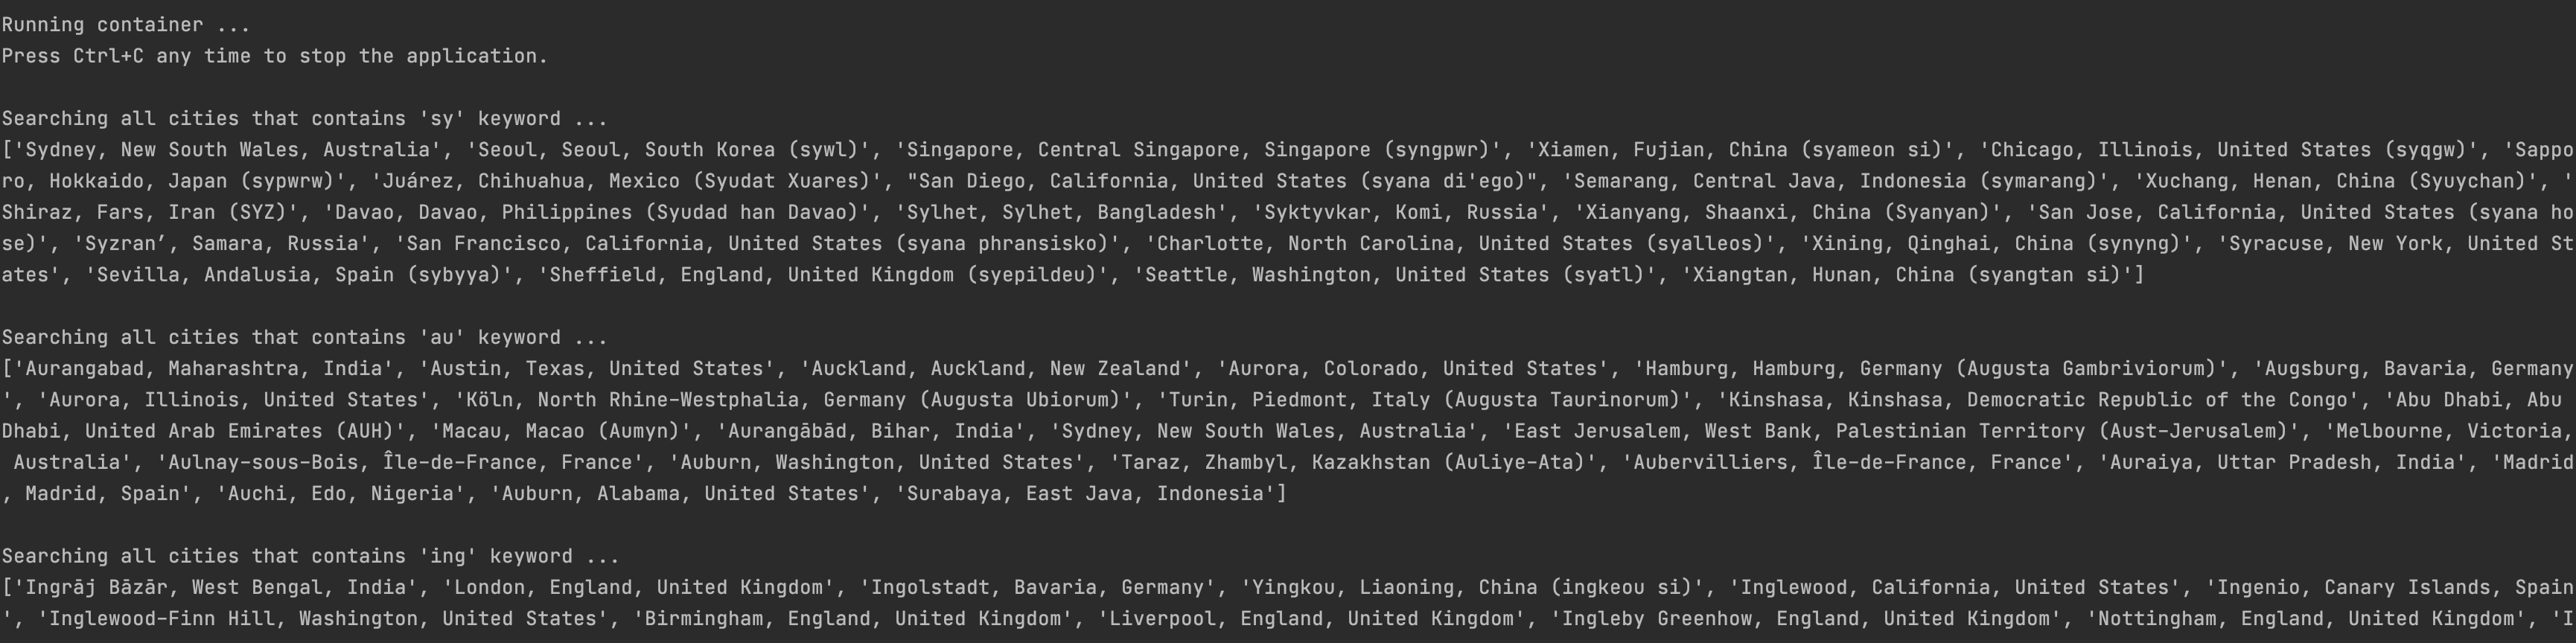 Running container ...
Press Ctrl+C any time to stop the application.
Searching all cities that contains 'sy' keyword ...
['Sydney, New South Wales, Australia', 'Seoul, Seoul, South Korea (sywl)', 'Singapore, Central Singapore, Singapore (syngpwr)', 'Xiamen, Fujian, China (syameon si)', 'Chicago, Illinois, United States (syqgw)', 'Sappo
ro, Hokkaido, Japan (sypwrw)', 'Juárez, Chihuahua, Mexico (Syudat Xuares)', "San Diego, California, United States (syana di'ego)", 'Semarang, Central Java, Indonesia (symarang)', 'Xuchang, Henan, China (Syuychan)', '
Shiraz, Fars, Iran (SYZ)', 'Davao, Davao, Philippines (Syudad han Davao)', 'Sylhet, Sylhet, Bangladesh', 'Syktyvkar, Komi, Russia', 'Xianyang, Shaanxi, China (Syanyan)', 'San Jose, California, United States (syana ho
se)', 'Syzran’, Samara, Russia', 'San Francisco, California, United States (syana phransisko)', 'Charlotte, North Carolina, United States (syalleos)', 'Xining, Qinghai, China (synyng)', 'Syracuse, New York, United St
ates', 'Sevilla, Andalusia, Spain (sybyya)', 'Sheffield, England, United Kingdom (syepildeu)', 'Seattle, Washington, United States (syatl)', 'Xiangtan, Hunan, China (syangtan si)']
Searching all cities that contains 'au' keyword ...
['Aurangabad, Maharashtra, India', 'Austin, Texas, United States', 'Auckland, Auckland, New Zealand', 'Aurora, Colorado, United States', 'Hamburg, Hamburg, Germany (Augusta Gambriviorum)', 'Augsburg, Bavaria, Germany
', 'Aurora, Illinois, United States', 'Köln, North Rhine-Westphalia, Germany (Augusta Ubiorum)', 'Turin, Piedmont, Italy (Augusta Taurinorum)', 'Kinshasa, Kinshasa, Democratic Republic of the Congo', 'Abu Dhabi, Abu
Dhabi, United Arab Emirates (AUH)', 'Macau, Macao (Aumyn)', 'Aurangābād, Bihar, India', 'Sydney, New South Wales, Australia', 'East Jerusalem, West Bank, Palestinian Territory (Aust-Jerusalem)', 'Melbourne, Victoria,
Australia', 'Aulnay-sous-Bois, Île-de-France, France', 'Auburn, Washington, United States', 'Taraz, Zhambyl, Kazakhstan (Auliye-Ata)', 'Aubervilliers, Île-de-France, France', 'Auraiya, Uttar Pradesh, India', 'Madrid
, Madrid, Spain', 'Auchi, Edo, Nigeria', 'Auburn, Alabama, United States', 'Surabaya, East Java, Indonesia']
Searching all cities that contains 'ing' keyword ...
['Ingrāj Bāzār, West Bengal, India', 'London, England, United Kingdom', 'Ingolstadt, Bavaria, Germany', 'Yingkou, Liaoning, China (ingkeou si)', 'Inglewood, California, United States', 'Ingenio, Canary Islands, Spain
', 'Inglewood-Finn Hill, Washington, United States', 'Birmingham, England, United Kingdom', 'Liverpool, England, United Kingdom', 'Ingleby Greenhow, England, United Kingdom', 'Nottingham, England, United Kingdom', 'I